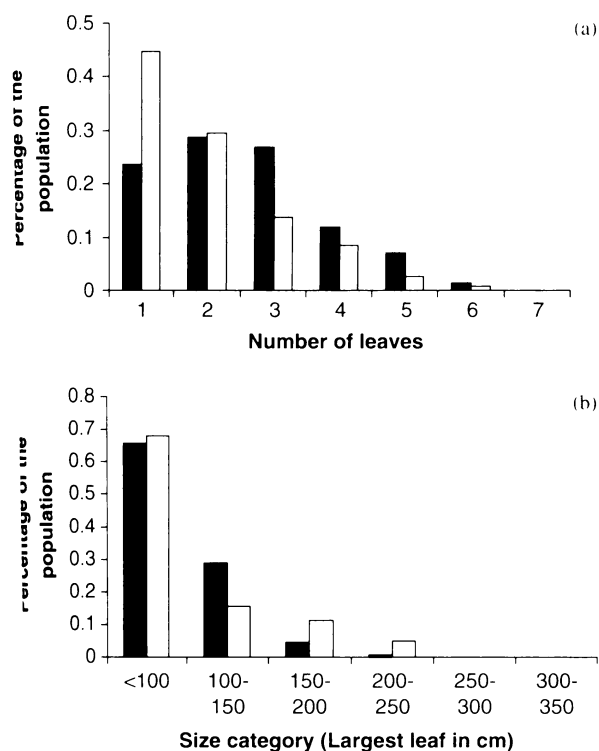 (a)
Percentage of the
population
0.5
0.4
0.3
0.2
0.1
0
1 2 3 4 5 6 7
Number of leaves
(b)
Percentage of the
population
0.8
0.7
0.6
0.5
0.4
0.3
0.2
0.1
0
<100 100- 150- 200- 250- 300-
150 200 250 300 350
Size category (Largest leaf in cm)